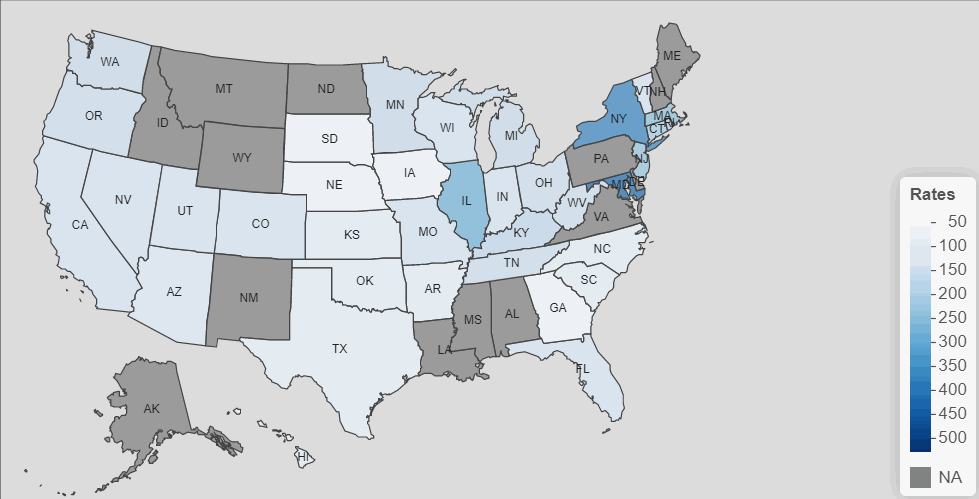 ME
WA
MT
ND
VT
NH
MN
OR
NY
MA
ID
WI
CT
RI
SD
MI
WY
PA
NJ
IA
NE
OH
DE
MD
DC
IL
IN
NV
UT
WV
VA
CA
CO
MO
KY
KS
NC
TN
OK
SC
AR
AZ
NM
GA
AL
MS
TX
LA
FL
AK
HI
Rates
50
100
150
200
250
300
350
400
450
500
NA